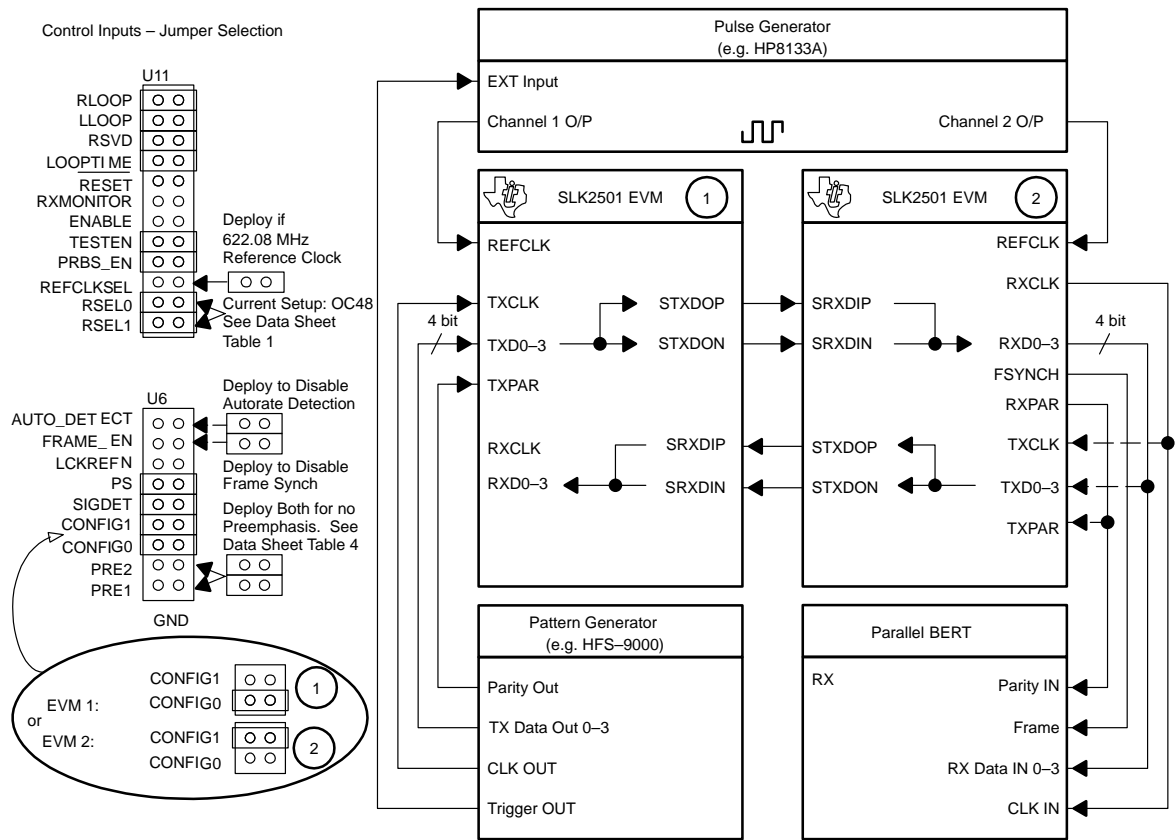 Control Inputs – Jumper Selection
U11
RLOOP
LLOOP
RSVD
LOOPTIME
RESET
RXMONITOR
ENABLE
TESTEN
PRBS_EN
REFCLKSEL
RSEL0
RSEL1
Deploy if
622.08 MHz
Reference Clock
Current Setup: OC48
See Data Sheet
Table 1
U6
AUTO_DETECT
FRAME_EN
LCKREFN
PS
SIGDET
CONFIG1
CONFIG0
PRE2
PRE1
GND
Deploy to Disable
Autorate Detection
Deploy to Disable
Frame Synch
Deploy Both for no
Preemphasis. See
Data Sheet Table 4
EVM 1:
or
EVM 2:
CONFIG1
CONFIG0
1
CONFIG1
CONFIG0
2
Pulse Generator
(e.g. HP8133A)
EXT Input
Channel 1 O/P
Channel 2 O/P
SLK2501 EVM
1
REFCLK
TXCLK
4 bit
TXD0–3
TXPAR
RXCLK
RXD0–3
STXDOP
STXDON
SRXDIP
SRXDIN
SLK2501 EVM
2
SRXDIP
SRXDIN
STXDOP
STXDON
REFCLK
RXCLK
4 bit
RXD0–3
FSYNCH
RXPAR
TXCLK
TXD0–3
TXPAR
Pattern Generator
(e.g. HFS–9000)
Parity Out
TX Data Out 0–3
CLK OUT
Trigger OUT
Parallel BERT
RX
Parity IN
Frame
RX Data IN 0–3
CLK IN